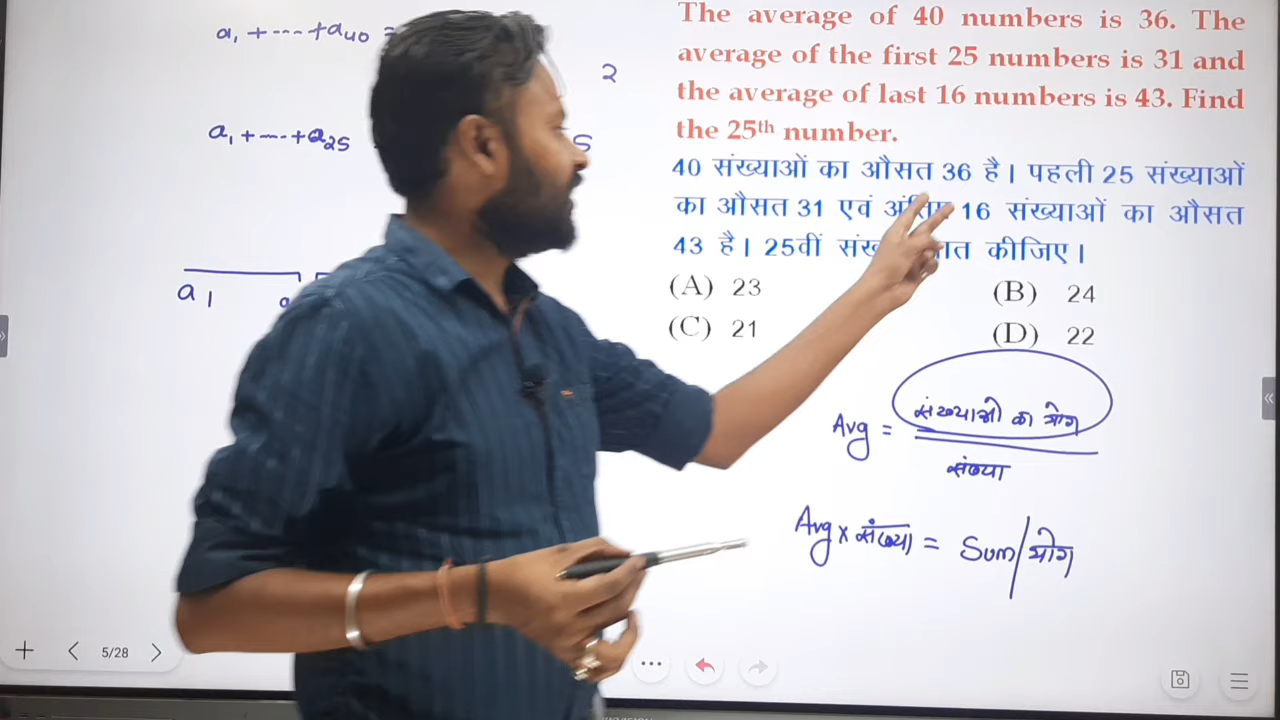 a₁ + ---- + a₄₀ =
2
a₁ + --- + a₂₅
5
a₁
The average of 40 numbers is 36. The
average of the first 25 numbers is 31 and
the average of last 16 numbers is 43. Find
the 25th number.
40 संख्याओं का औसत 36 है। पहली 25 संख्याओं
का औसत 31 एवं अंतिम 16 संख्याओं का औसत
43 है। 25वीं कीजिए।
(A) 23 (B) 24
(C) 21 (D) 22
Avg = संख्याओं का योग
संख्या
Avg x संख्या = Sum/योग
5/28